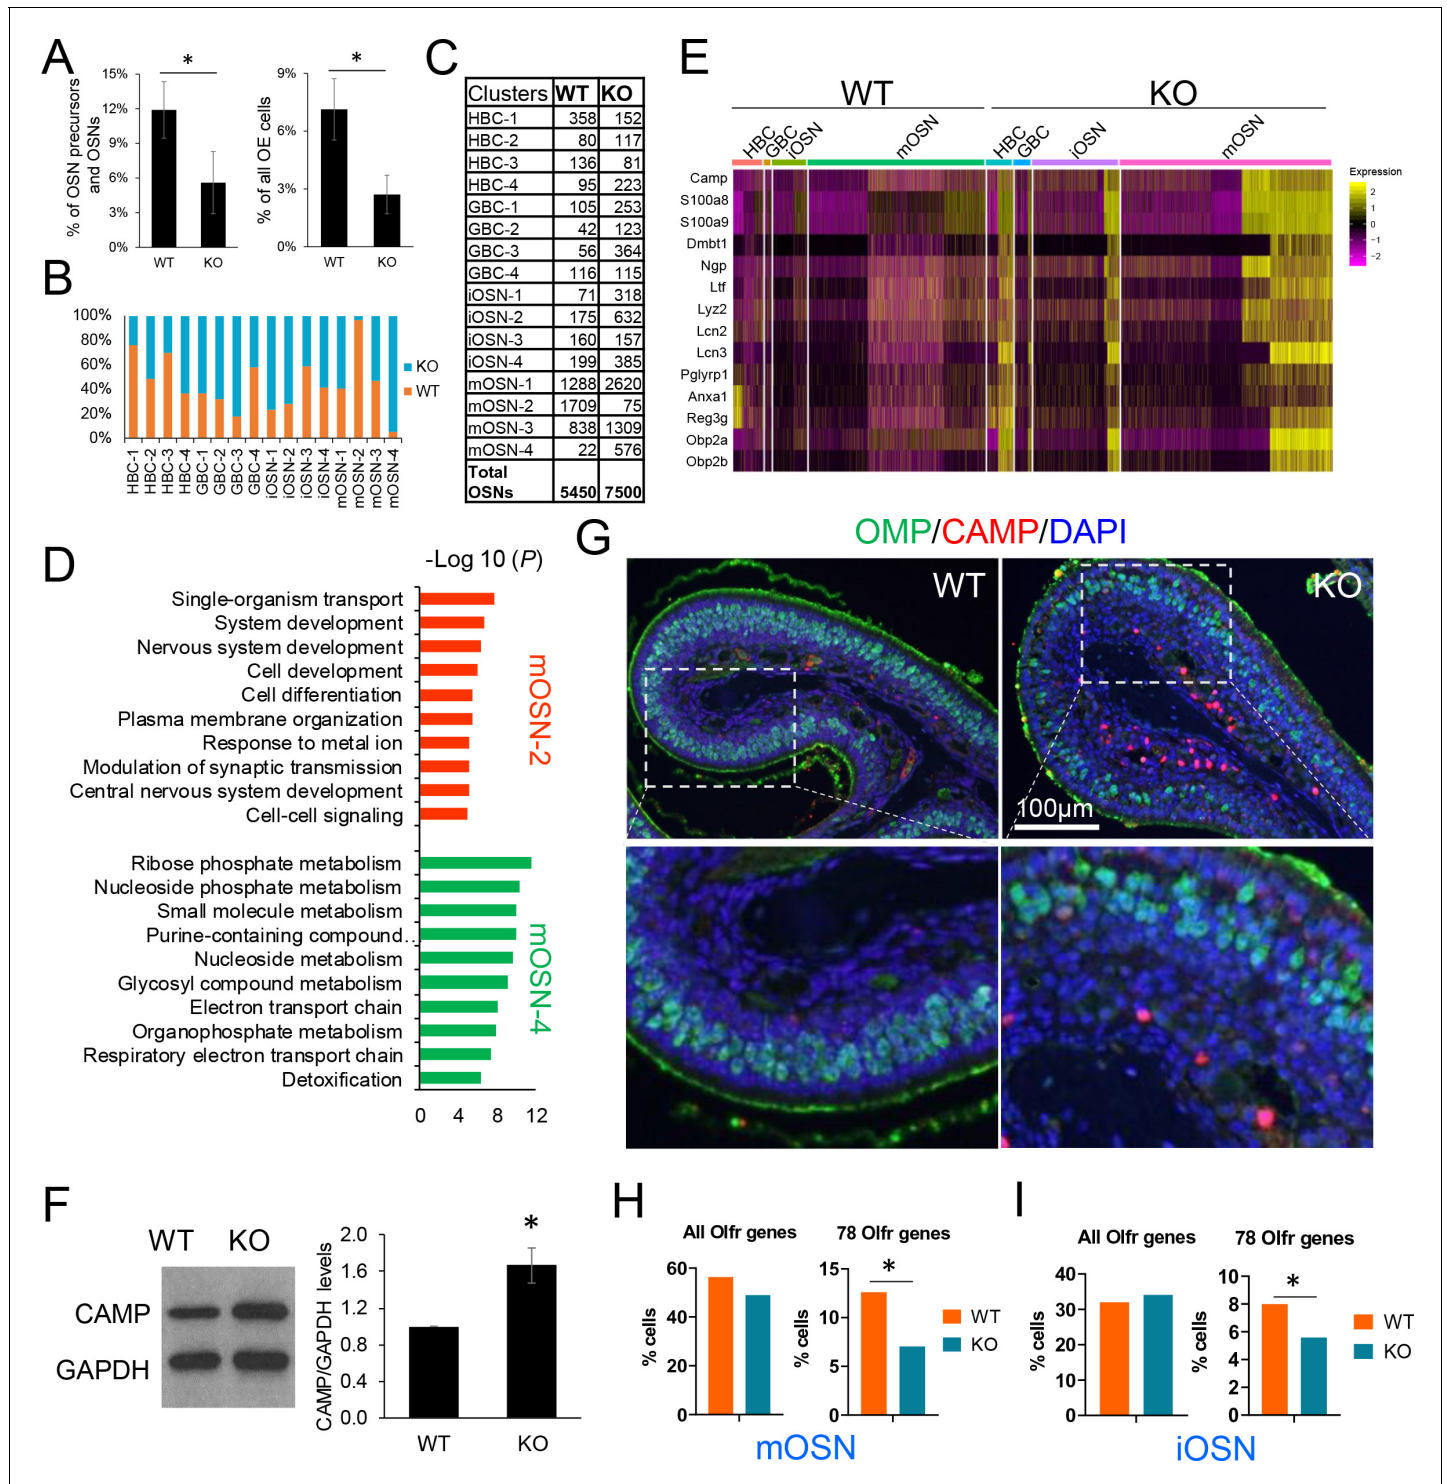 A
% of OSN precursors
and OSNs
15%
12%
9%
6%
3%
0%
*
WT
KO
% of all OE cells
9%
6%
3%
0%
*
WT
KO
B
100%
80%
60%
40%
20%
0%
KO
WT
HBC-1
HBC-2
HBC-3
HBC-4
GBC-1
GBC-2
GBC-3
GBC-4
iOSN-1
iOSN-2
iOSN-3
iOSN-4
mOSN-1
mOSN-2
mOSN-3
mOSN-4
C
Clusters WT KO
HBC-1 358 152
HBC-2 80 117
HBC-3 136 81
HBC-4 95 223
GBC-1 105 253
GBC-2 42 123
GBC-3 56 364
GBC-4 116 115
iOSN-1 71 318
iOSN-2 175 632
iOSN-3 160 157
iOSN-4 199 385
mOSN-1 1288 2620
mOSN-2 1709 75
mOSN-3 838 1309
mOSN-4 22 576
Total
OSNs 5450 7500
D
-Log 10 (P)
Single-organism transport
System development
Nervous system development
Cell development
Cell differentiation
Plasma membrane organization
Response to metal ion
Modulation of synaptic transmission
Central nervous system development
Cell-cell signaling
mOSN-2
Ribose phosphate metabolism
Nucleoside phosphate metabolism
Small molecule metabolism
Purine-containing compound...
Nucleoside metabolism
Glycosyl compound metabolism
Electron transport chain
Organophosphate metabolism
Respiratory electron transport chain
Detoxification
mOSN-4
0 4 8 12
E
WT KO
HBC GBC iOSN mOSN HBC GBC iOSN mOSN
Camp
S100a8
S100a9
Dmbt1
Ngp
Ltf
Lyz2
Lcn2
Lcn3
Pglyrp1
Anxa1
Reg3g
Obp2a
Obp2b
Expression
2
1
0
−1
−2
F
WT KO
CAMP
GAPDH
CAMP/GAPDH levels
2.0
1.6
1.2
0.8
0.4
0.0
*
WT KO
G
OMP/CAMP/DAPI
WT
KO
100µm
H
All Olfr genes
% cells
60
40
20
0
78 Olfr genes
% cells
15
10
5
0
*
WT
KO
mOSN
I
All Olfr genes
% cells
40
30
20
10
0
78 Olfr genes
% cells
10
8
6
4
2
0
*
WT
KO
iOSN